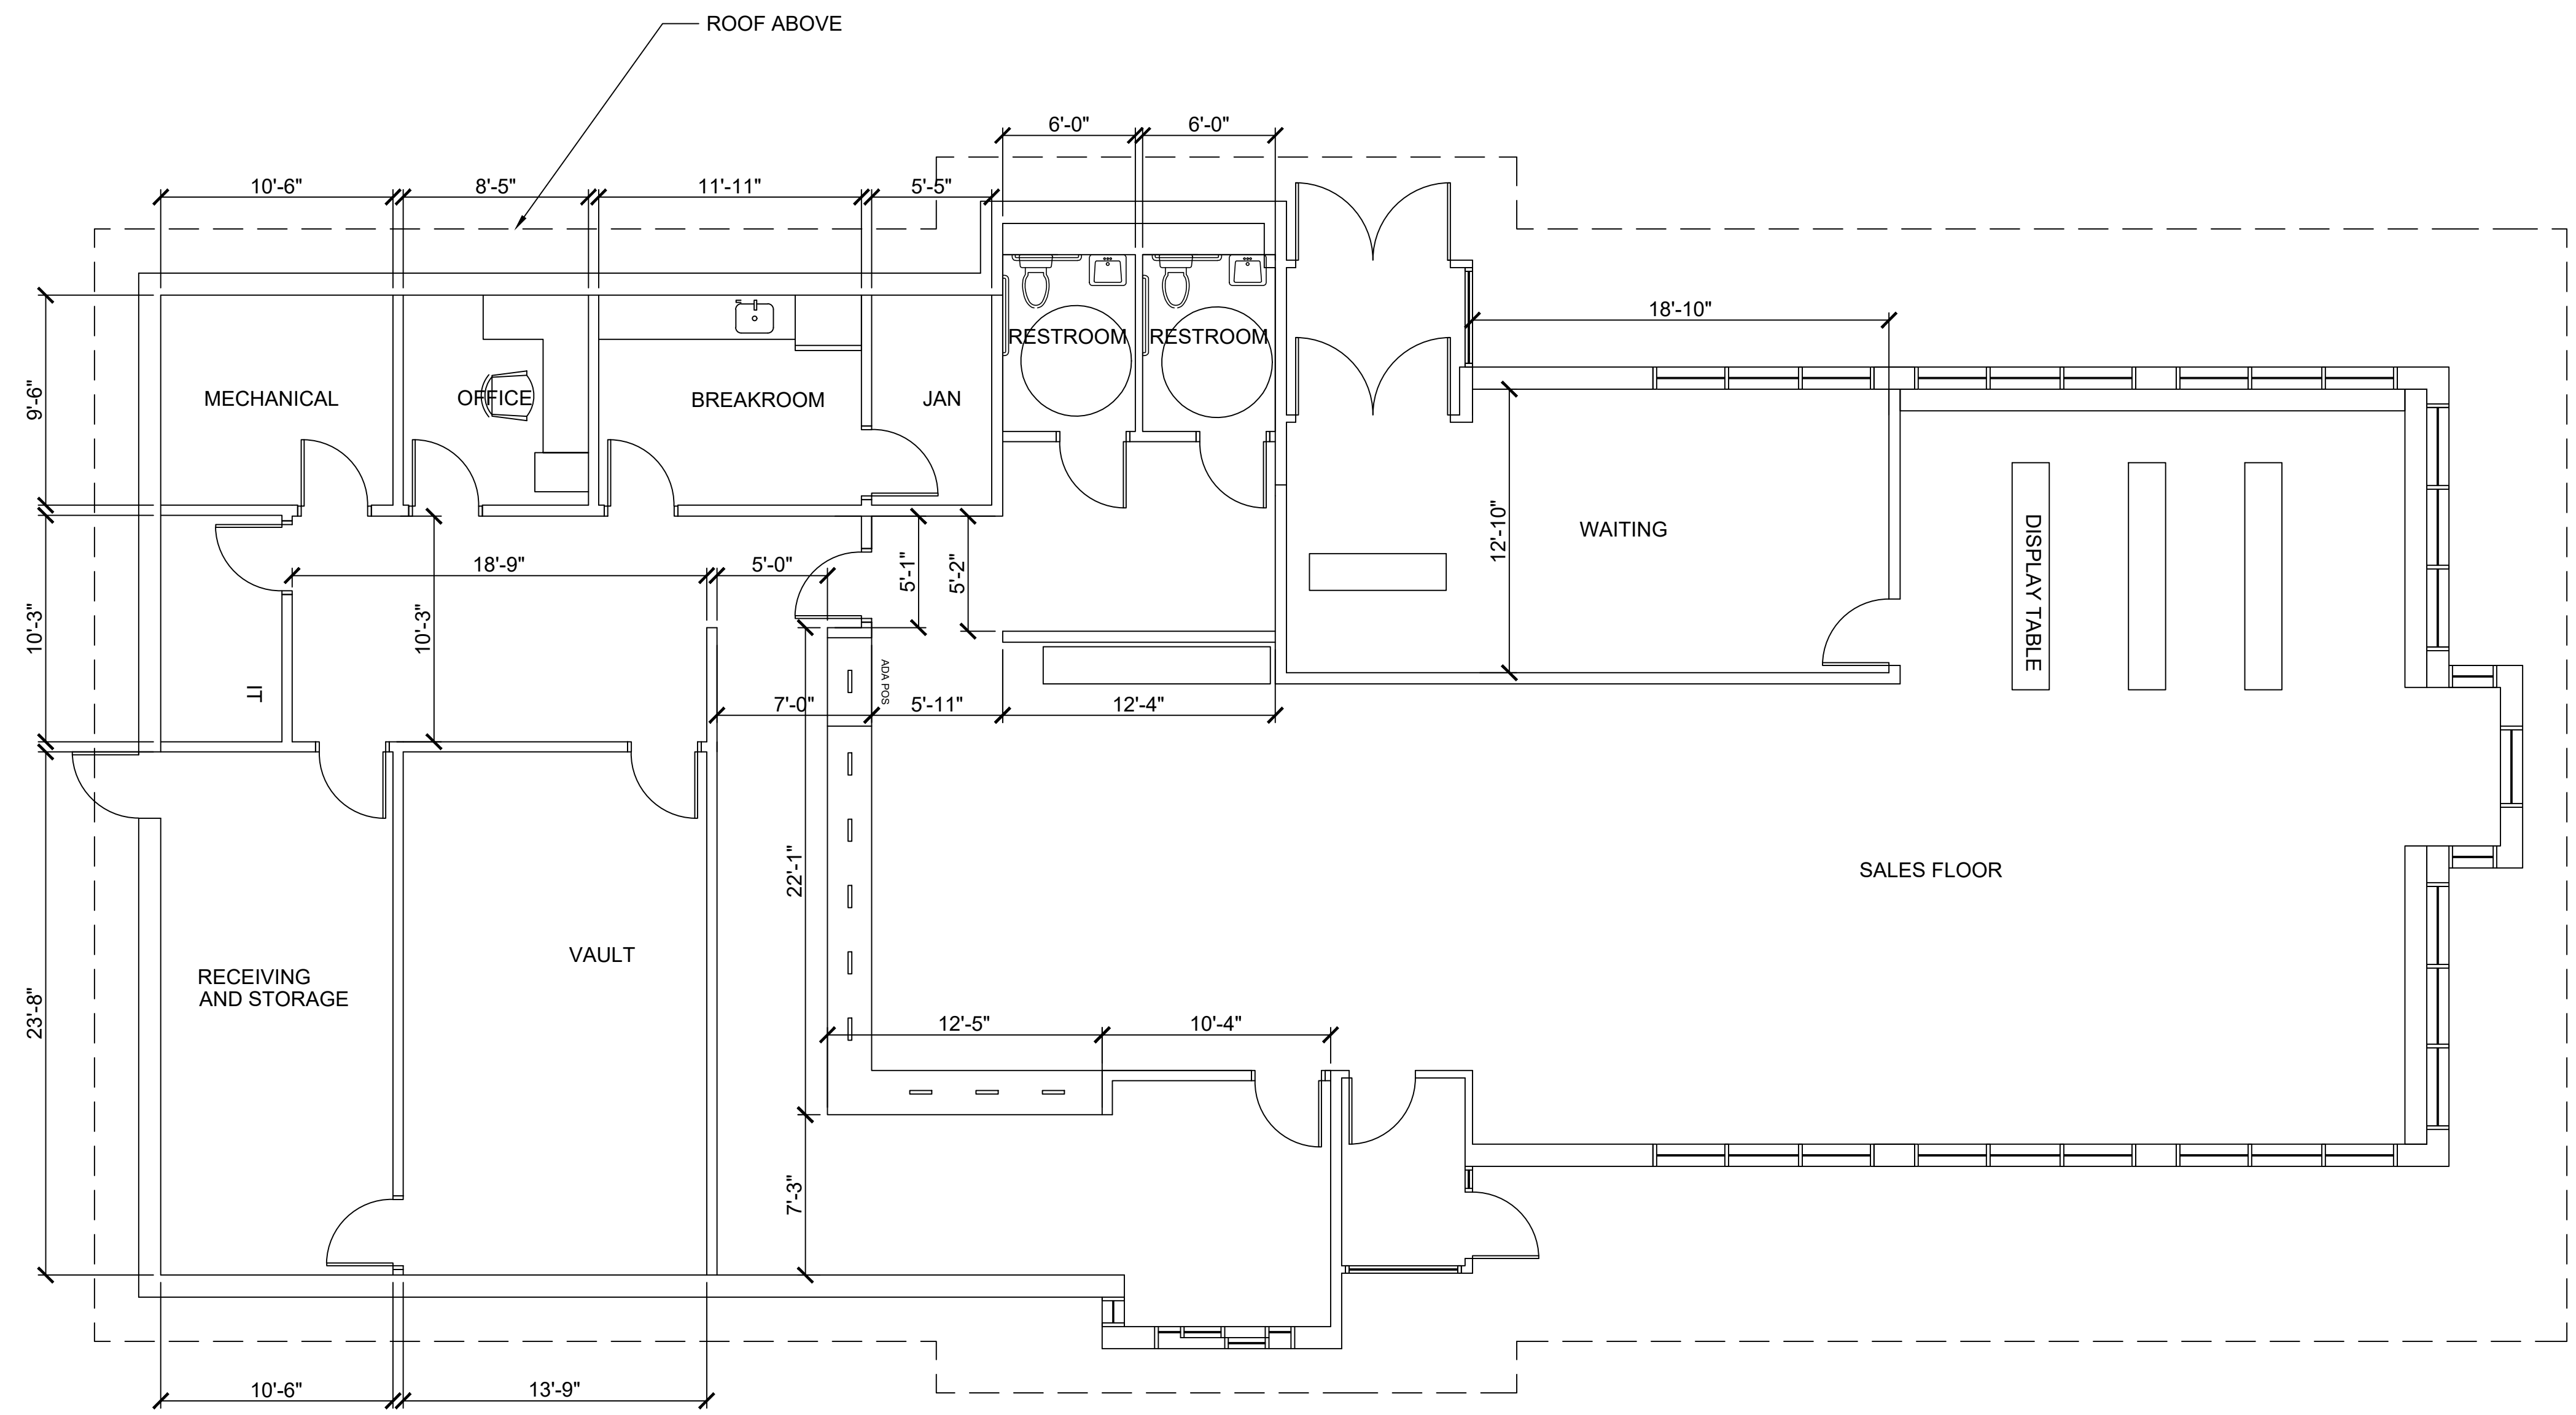 ROOF ABOVE
6'-0"
6'-0"
10'-6"
8'-5"
11'-11"
5'-5"
18'-10"
9'-6"
MECHANICAL
OFFICE
BREAKROOM
JAN
RESTROOM
RESTROOM
12'-10"
WAITING
DISPLAY TABLE
10'-3"
18'-9"
10'-3"
5'-0"
5'-1"
5'-2"
IT
ADA POS
7'-0"
5'-11"
12'-4"
22'-1"
SALES FLOOR
VAULT
RECEIVING
AND STORAGE
23'-8"
12'-5"
10'-4"
7'-3"
10'-6"
13'-9"